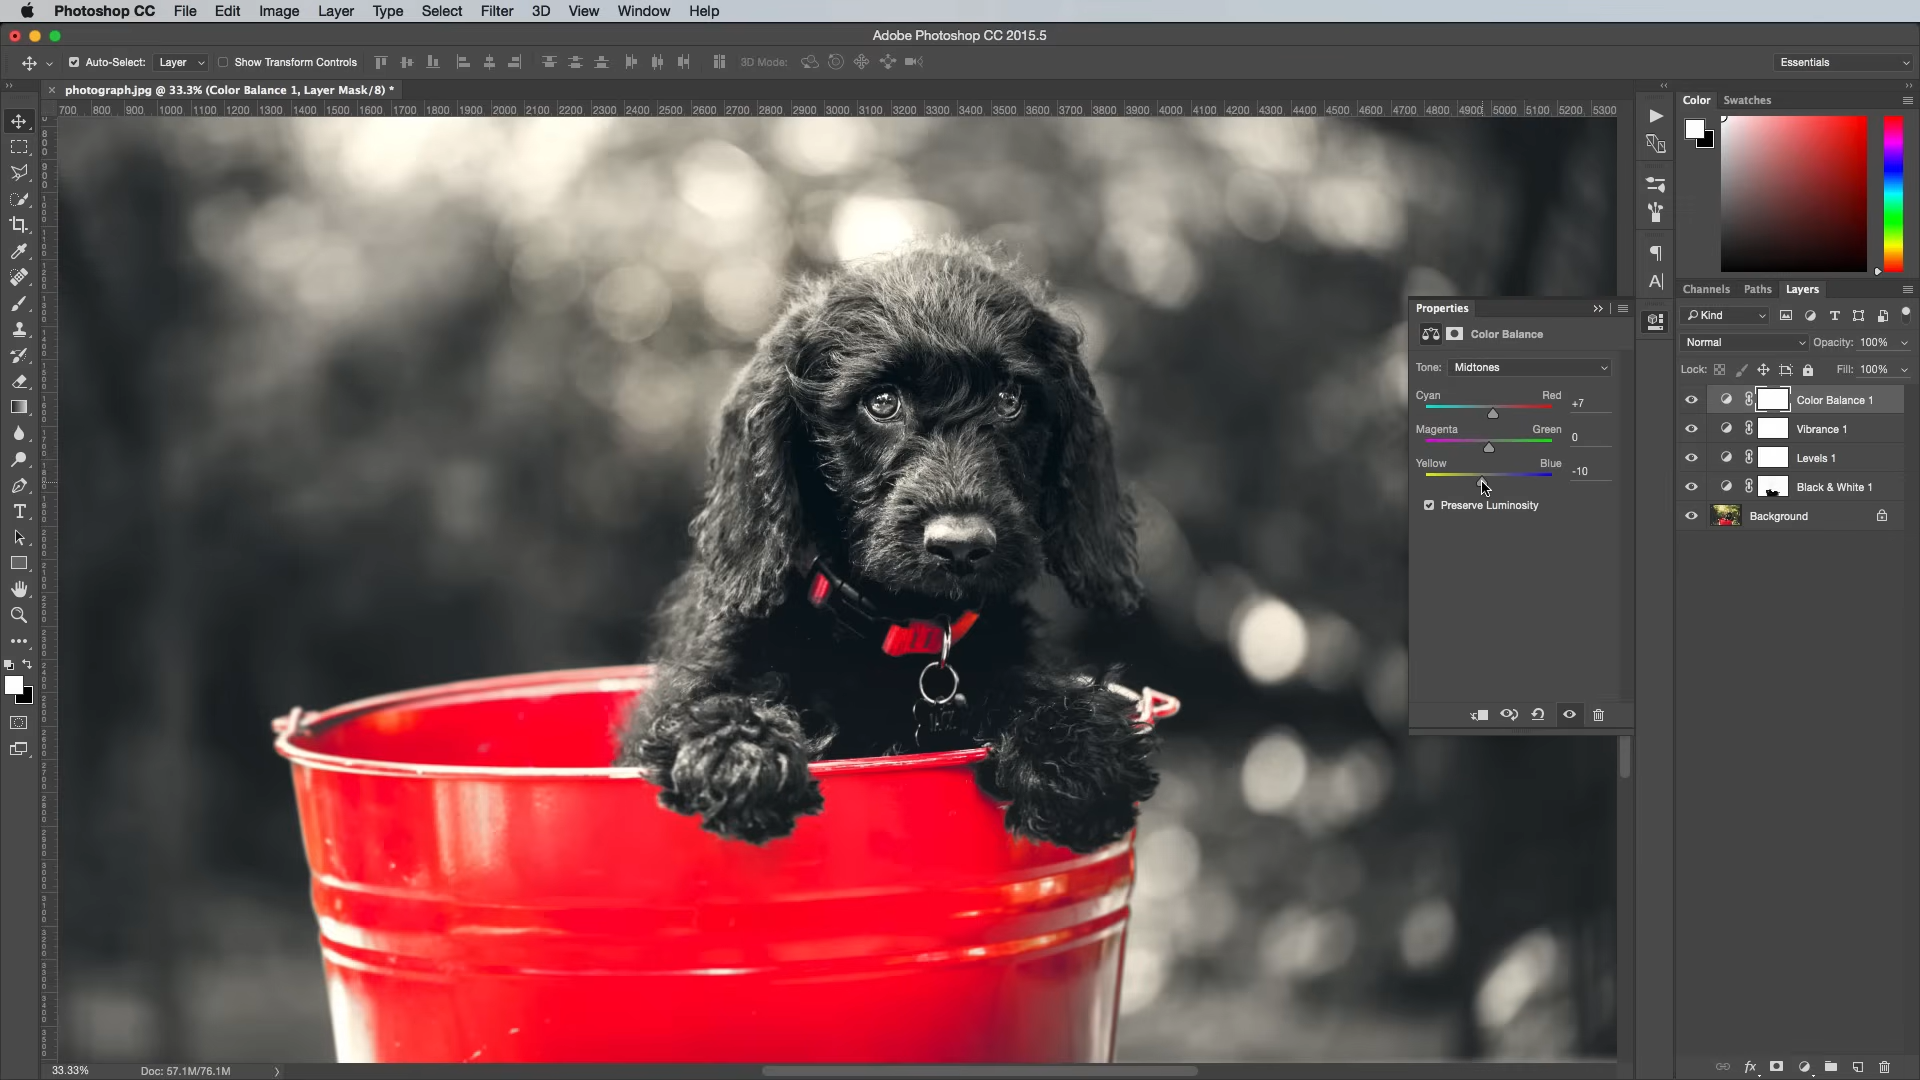 Photoshop CC File Edit Image Layer Type Select Filter 3D View Window Help
Adobe Photoshop CC 2015.5
Auto-Select: Layer Show Transform Controls 3D Mode: Essentials
photograph.jpg @ 33.3% (Color Balance 1, Layer Mask/8) *
700 800 900 1000 1100 1200 1300 1400 1500 1600 1700 1800 1900 2000 2100 2200 2300 2400 2500 2600 2700 2800 2900 3000 3100 3200 3300 3400 3500 3600 3700 3800 3900 4000 4100 4200 4300 4400 4500 4600 4700 4800 4900 5000 5100 5200 5300
Color Swatches
Channels Paths Layers
Kind
Normal Opacity: 100%
Lock: Fill: 100%
Color Balance 1
Vibrance 1
Levels 1
Black & White 1
Background
Properties
Color Balance
Tone: Midtones
Cyan Red +7
Magenta Green 0
Yellow Blue -10
Preserve Luminosity
33.33% Doc: 57.1M/76.1M